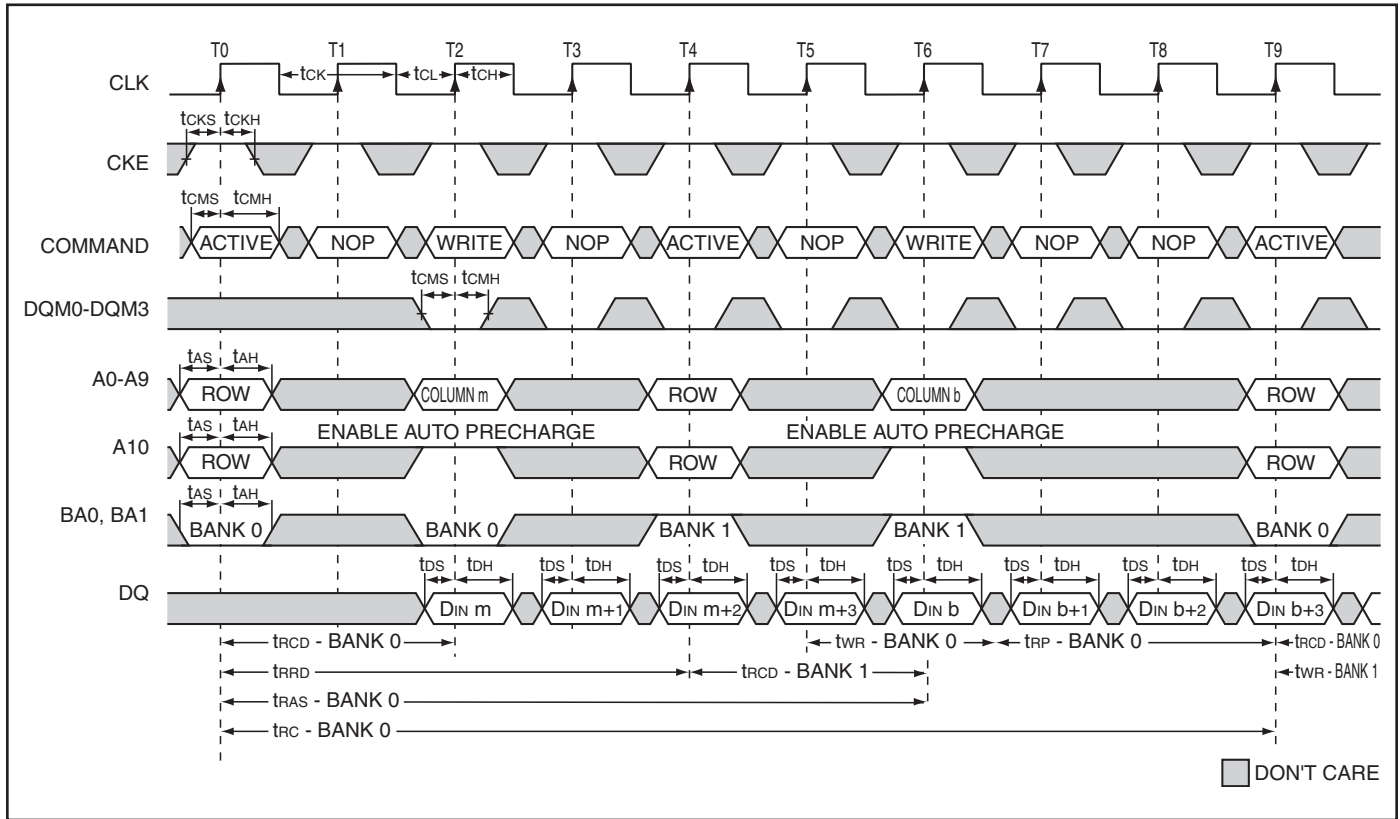 T0 T1 T2 T3 T4 T5 T6 T7 T8 T9
CLK tCK tCL tCH
tCKS tCKH
CKE
tCMS tCMH
COMMAND ACTIVE NOP WRITE NOP ACTIVE NOP WRITE NOP NOP ACTIVE
tCMS tCMH
DQM0-DQM3
tAS tAH
A0-A9 ROW COLUMN m ROW COLUMN b ROW
tAS tAH ENABLE AUTO PRECHARGE ENABLE AUTO PRECHARGE
A10 ROW ROW ROW
tAS tAH
BA0, BA1 BANK 0 BANK 0 BANK 1 BANK 1 BANK 0
tDS tDH tDS tDH tDS tDH tDS tDH tDS tDH tDS tDH tDS tDH tDS tDH
DQ DIN m DIN m+1 DIN m+2 DIN m+3 DIN b DIN b+1 DIN b+2 DIN b+3
tRCD - BANK 0 tWR - BANK 0 tRP - BANK 0 tRCD - BANK 0
tRRD tRCD - BANK 1 tWR - BANK 1
tRAS - BANK 0
tRC - BANK 0
DON'T CARE